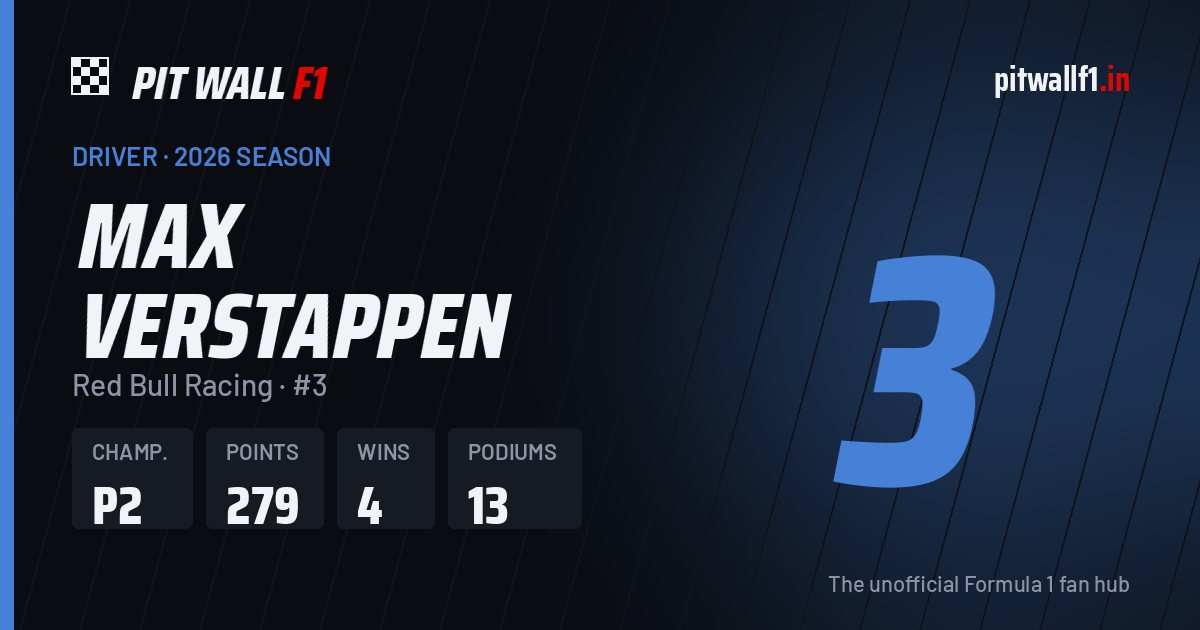 PIT WALL F1
pitwallf1.in
DRIVER · 2026 SEASON
MAX
VERSTAPPEN
Red Bull Racing · #3
3
CHAMP. POINTS WINS PODIUMS
P2 279 4 13
The unofficial Formula 1 fan hub